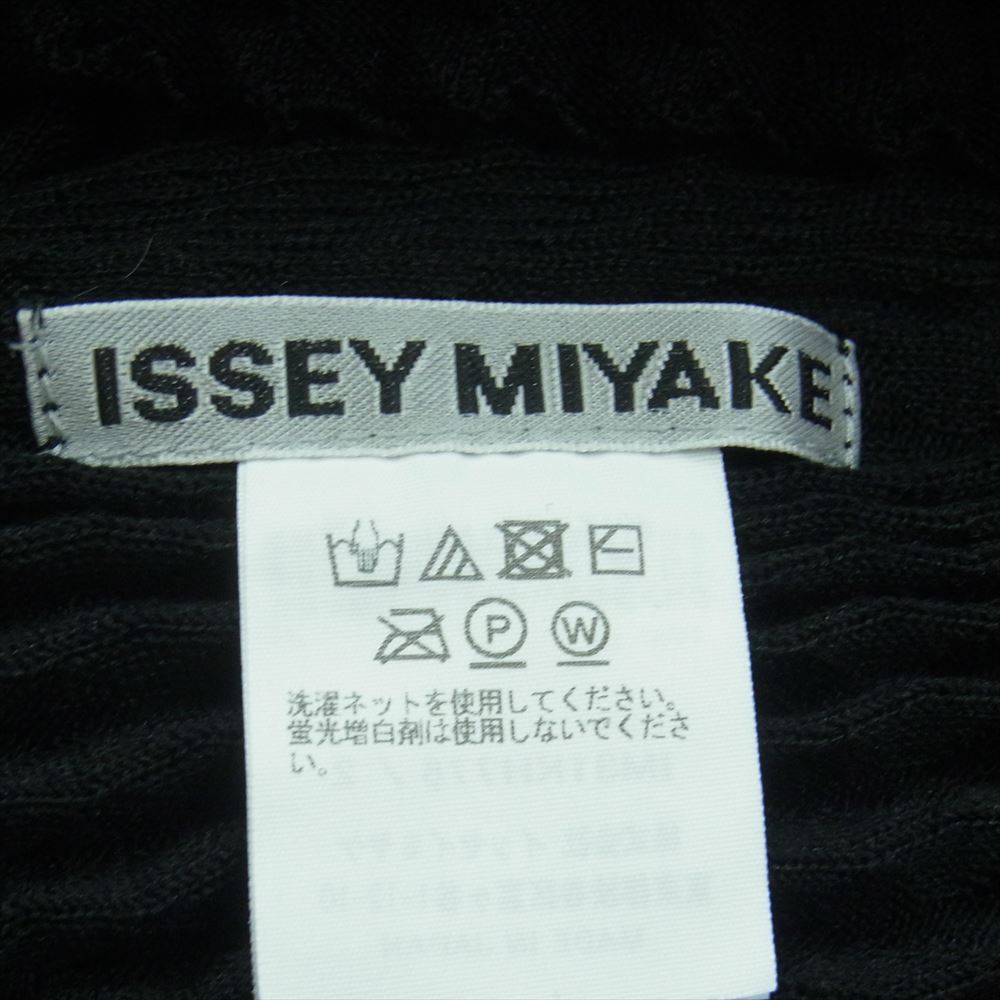 ISSEY MIYAKE
P W
洗濯ネットを使用してください。
蛍光増白剤は使用しないでくださ
い。